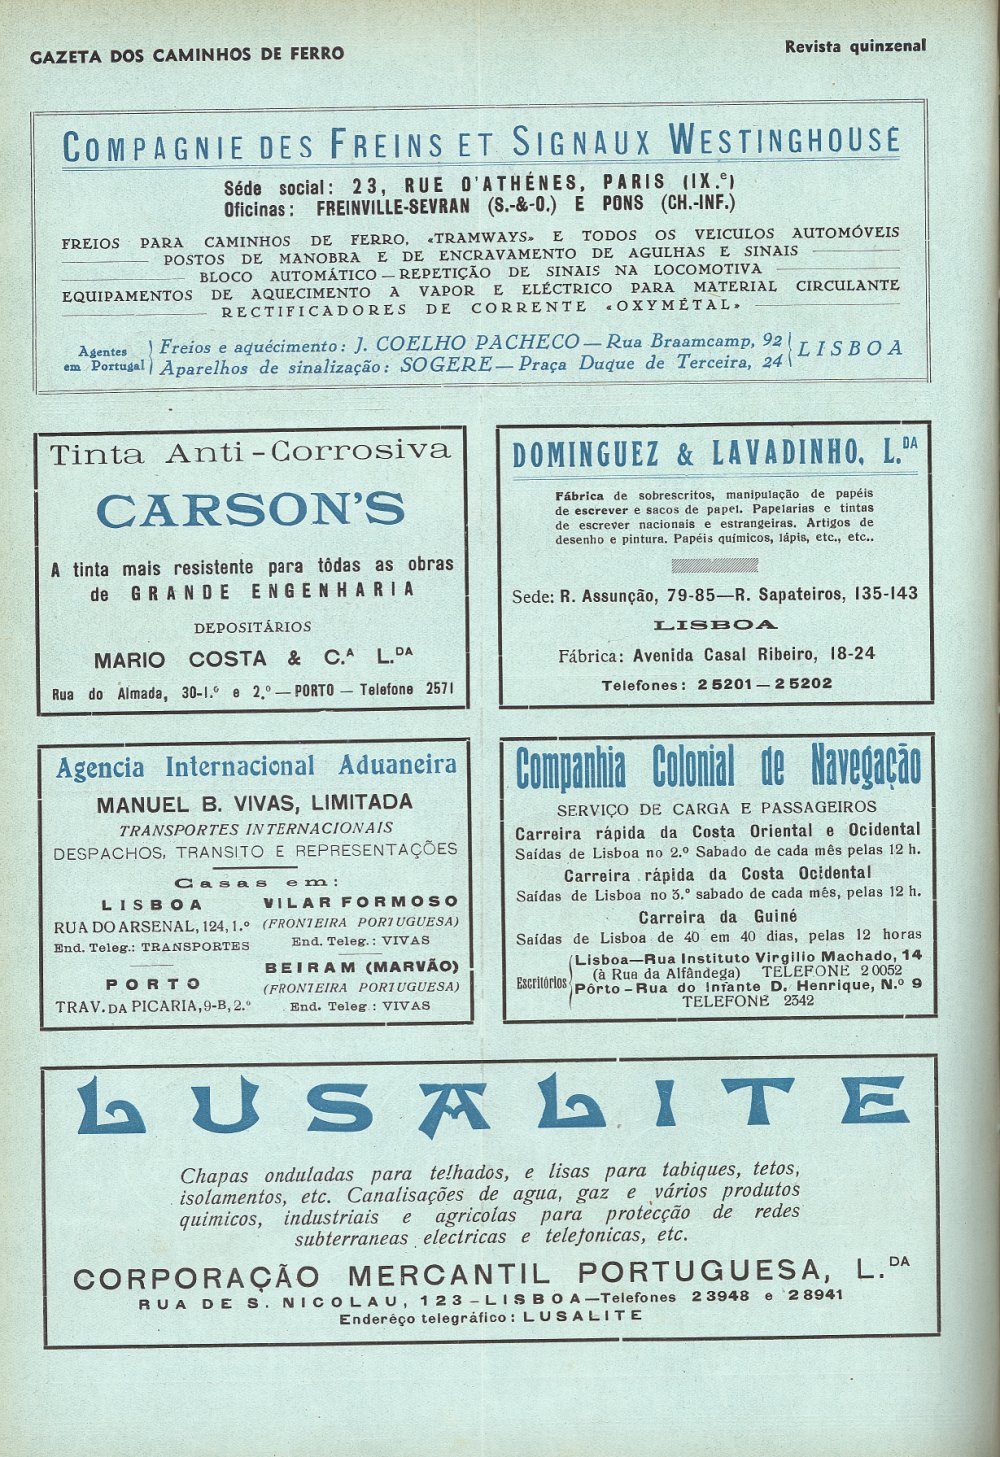 GAZETA DOS CAMINHOS DE FERRO
Revista quinzenal
COMPAGNIE DES FREINS ET SIGNAUX WESTINGHOUSE
Séde social: 23, RUE D'ATHÉNES, PARIS (IX.e)
Oficinas: FREINVILLE-SEVRAN (S.-&-O.) E PONS (CH.-INF.)
FREIOS PARA CAMINHOS DE FERRO, «TRAMWAYS» E TODOS OS VEICULOS AUTOMÓVEIS
POSTOS DE MANOBRA E DE ENCRAVAMENTO DE AGULHAS E SINAIS
BLOCO AUTOMÁTICO — REPETIÇÃO DE SINAIS NA LOCOMOTIVA
EQUIPAMENTOS DE AQUECIMENTO A VAPOR E ELÉCTRICO PARA MATERIAL CIRCULANTE
RECTIFICADORES DE CORRENTE «OXYMÉTAL»
Agentes em Portugal
Freios e aquécimento: J. COELHO PACHECO — Rua Braamcamp, 92
Aparelhos de sinalização: SOGERE — Praça Duque de Terceira, 24
LISBOA
Tinta Anti-Corrosiva
CARSON'S
A tinta mais resistente para tôdas as obras
de GRANDE ENGENHARIA
DEPOSITÁRIOS
MARIO COSTA & C.A L.DA
Rua do Almada, 30-1.º e 2.º — PORTO — Telefone 2571
DOMINGUEZ & LAVADINHO, L.DA
Fábrica de sobrescritos, manipulação de papéis
de escrever e sacos de papel. Papelarias e tintas
de escrever nacionais e estrangeiras. Artigos de
desenho e pintura. Papéis químicos, lápis, etc., etc..
Sede: R. Assunção, 79-85—R. Sapateiros, 135-143
LISBOA
Fábrica: Avenida Casal Ribeiro, 18-24
Telefones: 25201—25202
Agencia Internacional Aduaneira
MANUEL B. VIVAS, LIMITADA
TRANSPORTES INTERNACIONAIS
DESPACHOS, TRANSITO E REPRESENTAÇÕES
Casas em:
LISBOA
RUA DO ARSENAL, 124, 1.º
End. Teleg.: TRANSPORTES
PORTO
TRAV. DA PICARIA, 9-B, 2.º
VILAR FORMOSO
(FRONTEIRA PORTUGUESA)
End. Teleg.: VIVAS
BEIRAM (MARVÃO)
(FRONTEIRA PORTUGUESA)
End. Teleg : VIVAS
Companhia Colonial de Navegação
SERVIÇO DE CARGA E PASSAGEIROS
Carreira rápida da Costa Oriental e Ocidental
Saídas de Lisboa no 2.º Sabado de cada mês pelas 12 h.
Carreira rápida da Costa Ocidental
Saídas de Lisboa no 3.º sabado de cada mês, pelas 12 h.
Carreira da Guiné
Saídas de Lisboa de 40 em 40 dias, pelas 12 horas
Escritórios
Lisboa—Rua Instituto Virgilio Machado, 14
(à Rua da Alfândega) TELEFONE 20052
Pôrto - Rua do Infante D. Henrique, N.º 9
TELEFONE 2342
LUSALITE
Chapas onduladas para telhados, e lisas para tabiques, tetos,
isolamentos, etc. Canalisações de agua, gaz e vários produtos
quimicos, industriais e agricolas para protecção de redes
subterraneas electricas e telefonicas, etc.
CORPORAÇÃO MERCANTIL PORTUGUESA, L.DA
RUA DE S. NICOLAU, 123 - LISBOA—Telefones 23948 e 28941
Enderêço telegráfico: LUSALITE